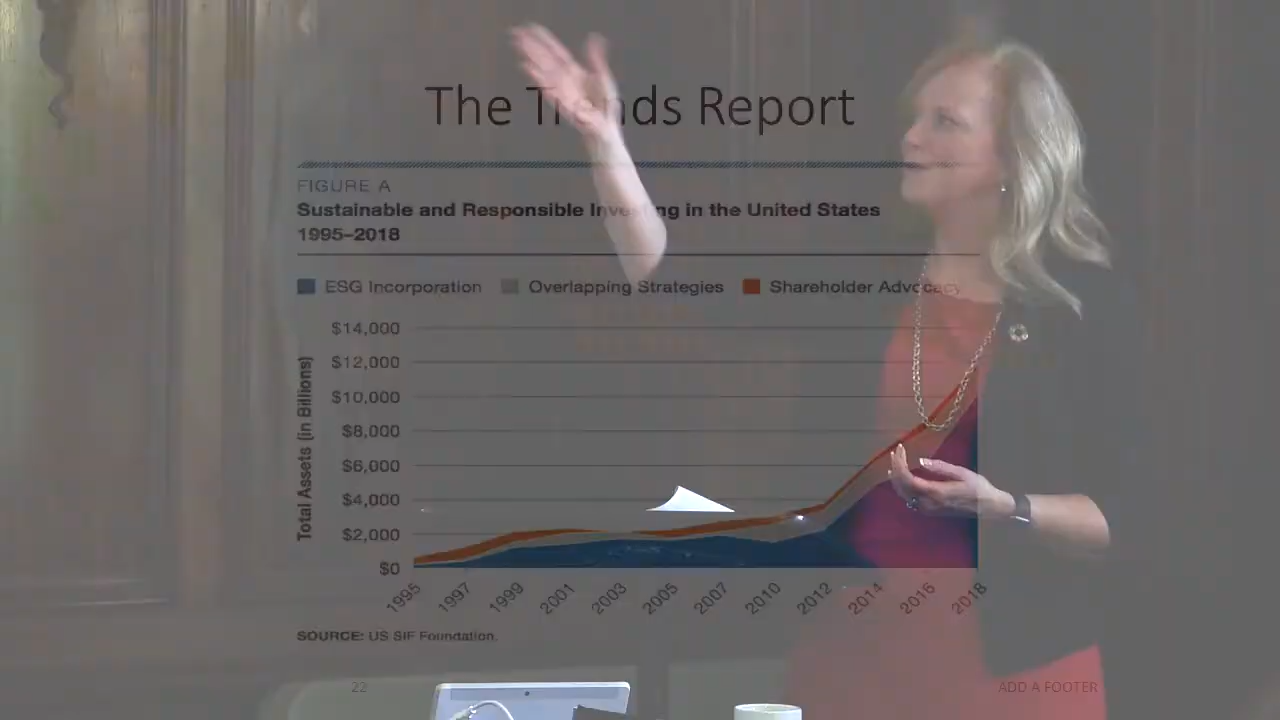 The Trends Report
FIGURE A
Sustainable and Responsible Investing in the United States
1995–2018
ESG Incorporation
Overlapping Strategies
Shareholder Advocacy
Total Assets (in Billions)
$14,000
$12,000
$10,000
$8,000
$6,000
$4,000
$2,000
$0
1995 1997 1999 2001 2003 2005 2007 2010 2012 2014 2016 2018
SOURCE: US SIF Foundation.
22
ADD A FOOTER